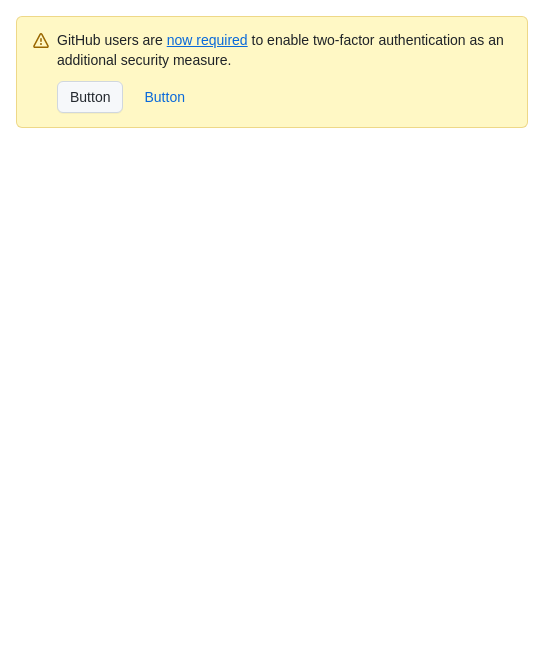 GitHub users are now required to enable two-factor authentication as an
additional security measure.
Button Button